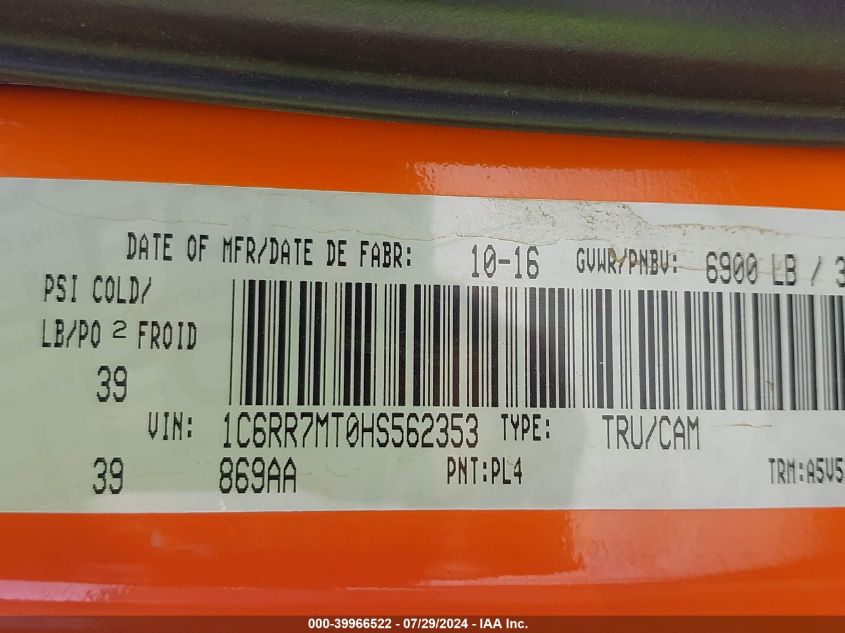 DATE OF MFR/DATE DE FABR: 10-16 GVWR/PNBV: 6900 LB / 3
PSI COLD/
LB/PO 2 FROID
39
VIN: 1C6RR7MT0HS562353 TYPE: TRU/CAM
39 869AA PNT:PL4 TRM:A5V5
000-39966522 / 07/29/2024 - IAA Inc.